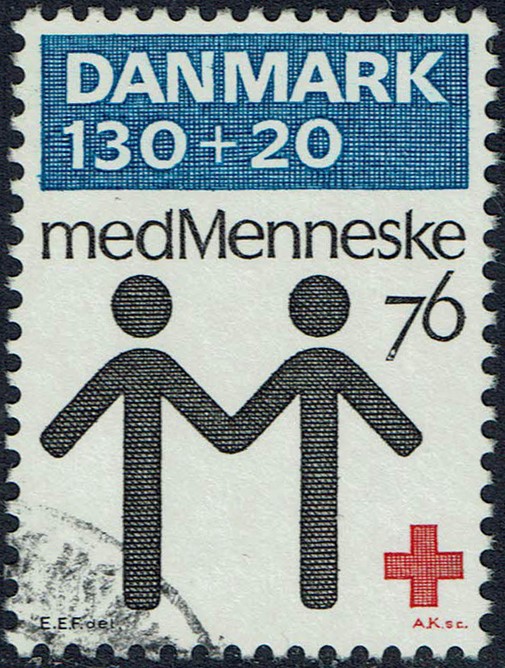 DANMARK
130+20
medMenneske
76
E.E.F. del.
A.K. sc.